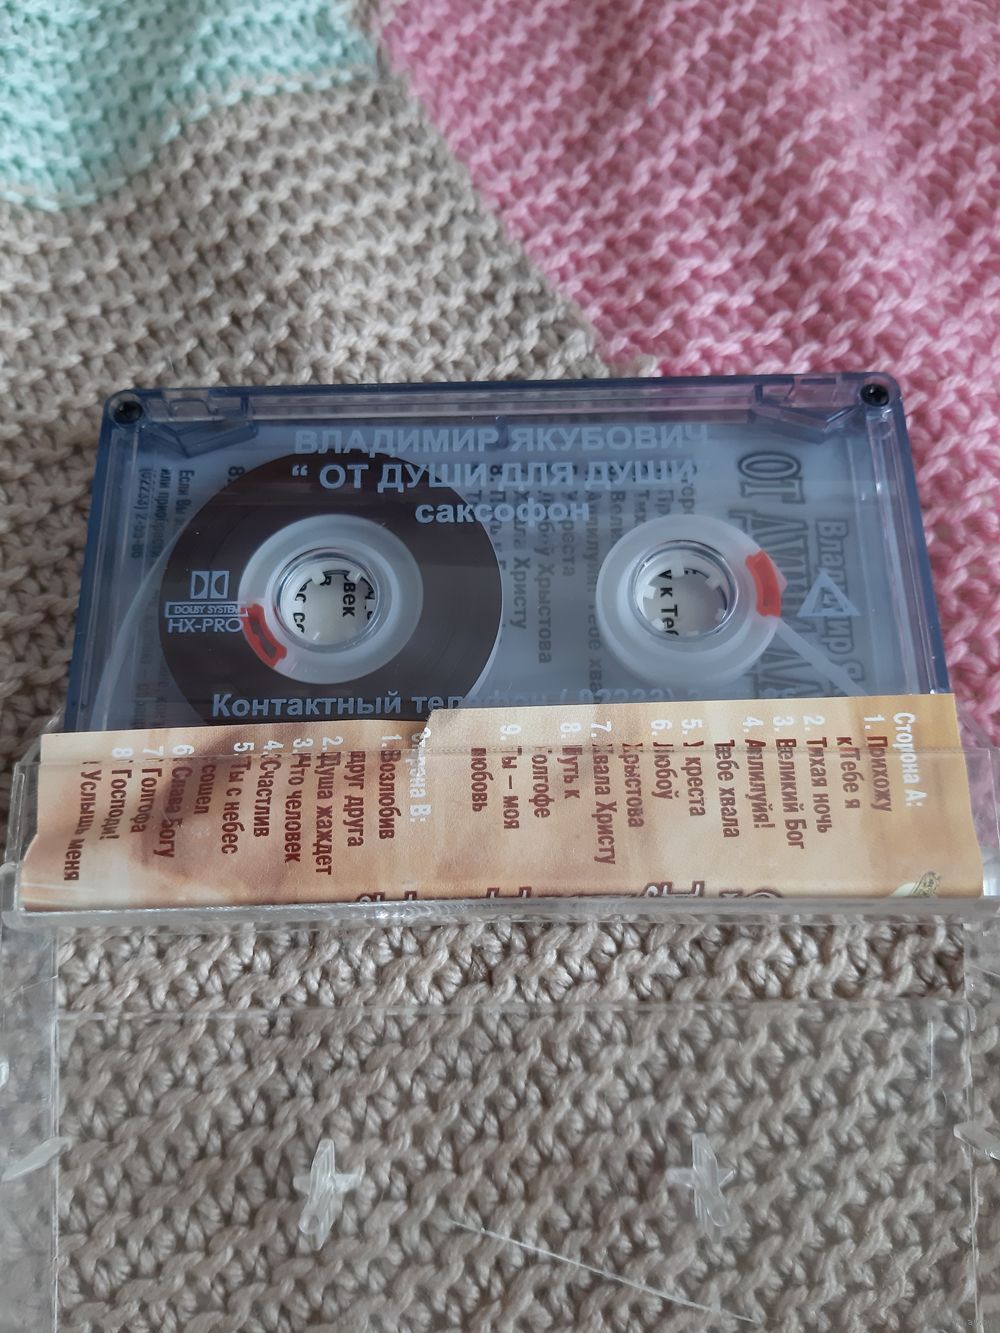 ВЛАДИМИР ЯКУБОВИЧ
“ ОТ ДУШИ ДЛЯ ДУШИ”
саксофон
DOLBY SYSTEM
HX-PRO
Контактный телефон
Сторона А:
1. Прихожу
к Тебе я
2. Тихая ночь
3. Великий Бог
4. Аллилуйя!
Тебе хвала
5. У креста
6. Любоў
Хрыстова
7. Хвала Христу
8. Путь к
Голгофе
9. Ты – моя
любовь
Сторона В:
1. Возлюбив
друг друга
2. Душа жаждет
3. Что человек
4. Счастлив
5. Ты с небес
сошел
6. Слава Богу
7. Голгофа
8. Господи!
Услышь меня